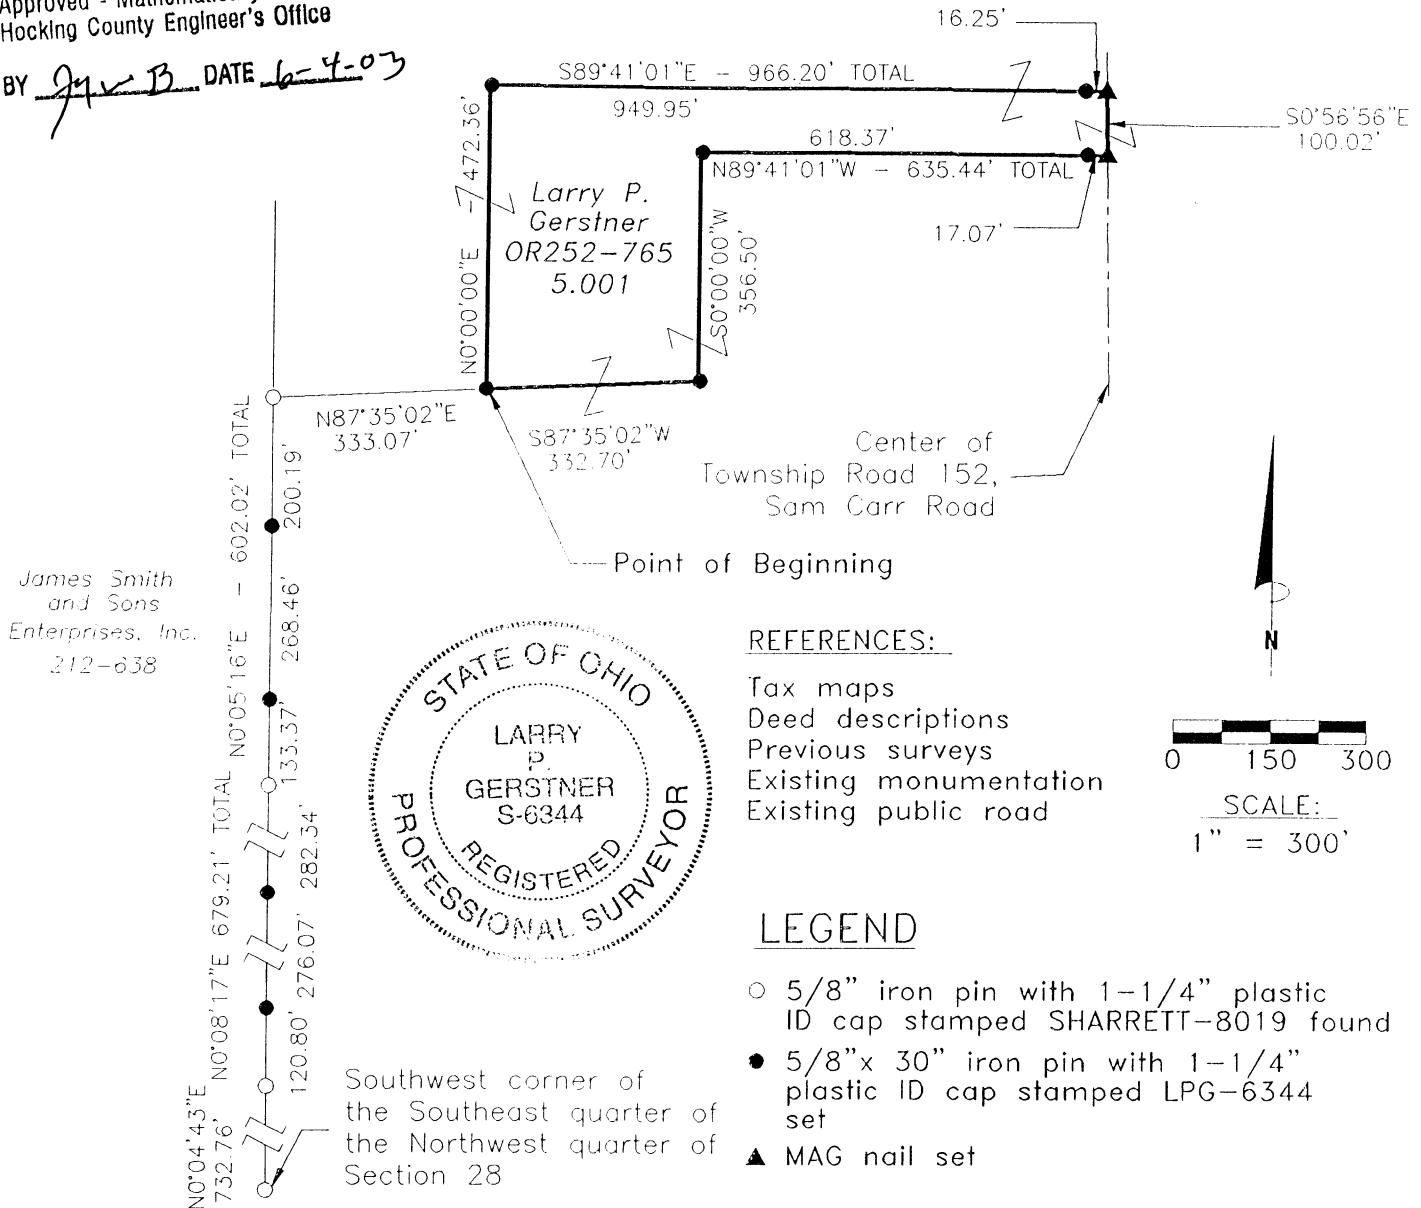 Approved - Mathematically
Hocking County Engineer's Office
BY DATE 6-4-03
16.25'
S89°41'01"E - 966.20' TOTAL
949.95'
S0°56'56"E
100.02'
618.37'
N89°41'01"W - 635.44' TOTAL
17.07'
N0°00'00"E - 472.36'
Larry P.
Gerstner
OR252-765
5.001
S0°00'00"W
356.50'
N87°35'02"E
333.07'
S87°35'02"W
332.70'
Center of
Township Road 152,
Sam Carr Road
Point of Beginning
N0°05'16"E - 602.02' TOTAL
200.19'
268.46'
133.37'
James Smith
and Sons
Enterprises, Inc.
212-638
N0°08'17"E 679.21' TOTAL
282.34'
276.07'
120.80'
N0°04'43"E
732.76'
Southwest corner of
the Southeast quarter of
the Northwest quarter of
Section 28
STATE OF OHIO
LARRY
P.
GERSTNER
S-6344
REGISTERED
PROFESSIONAL SURVEYOR
REFERENCES:
Tax maps
Deed descriptions
Previous surveys
Existing monumentation
Existing public road
N
0 150 300
SCALE:
1" = 300'
LEGEND
5/8" iron pin with 1-1/4" plastic
ID cap stamped SHARRETT-8019 found
5/8"x 30" iron pin with 1-1/4"
plastic ID cap stamped LPG-6344
set
MAG nail set